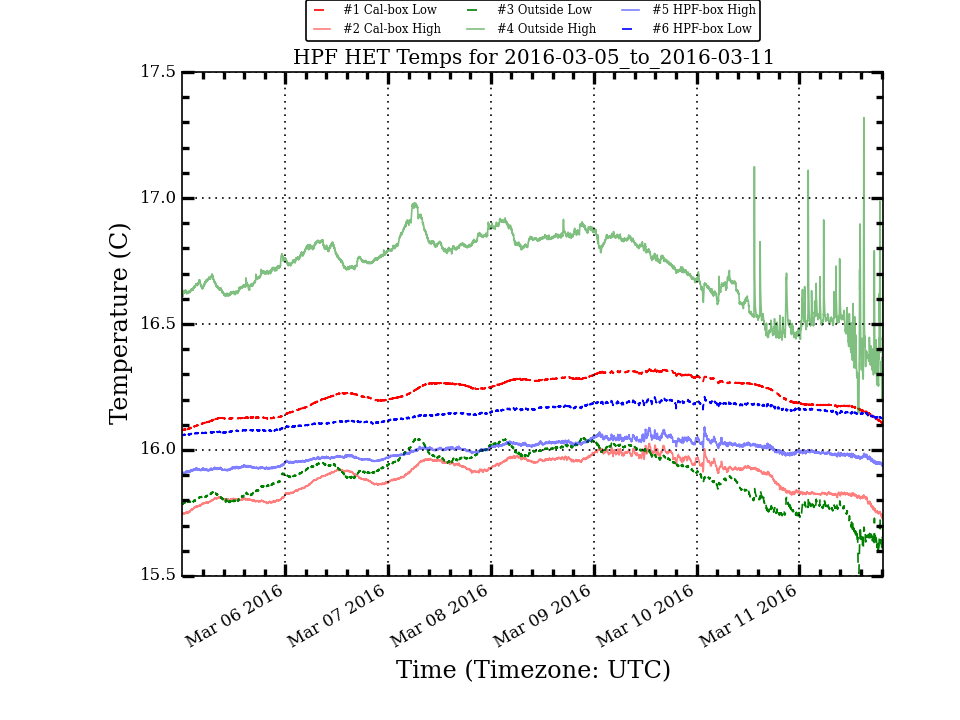 #1 Cal-box Low #3 Outside Low #5 HPF-box High
#2 Cal-box High #4 Outside High #6 HPF-box Low
HPF HET Temps for 2016-03-05_to_2016-03-11
17.5
17.0
16.5
16.0
15.5
Temperature (C)
Mar 06 2016 Mar 07 2016 Mar 08 2016 Mar 09 2016 Mar 10 2016 Mar 11 2016
Time (Timezone: UTC)